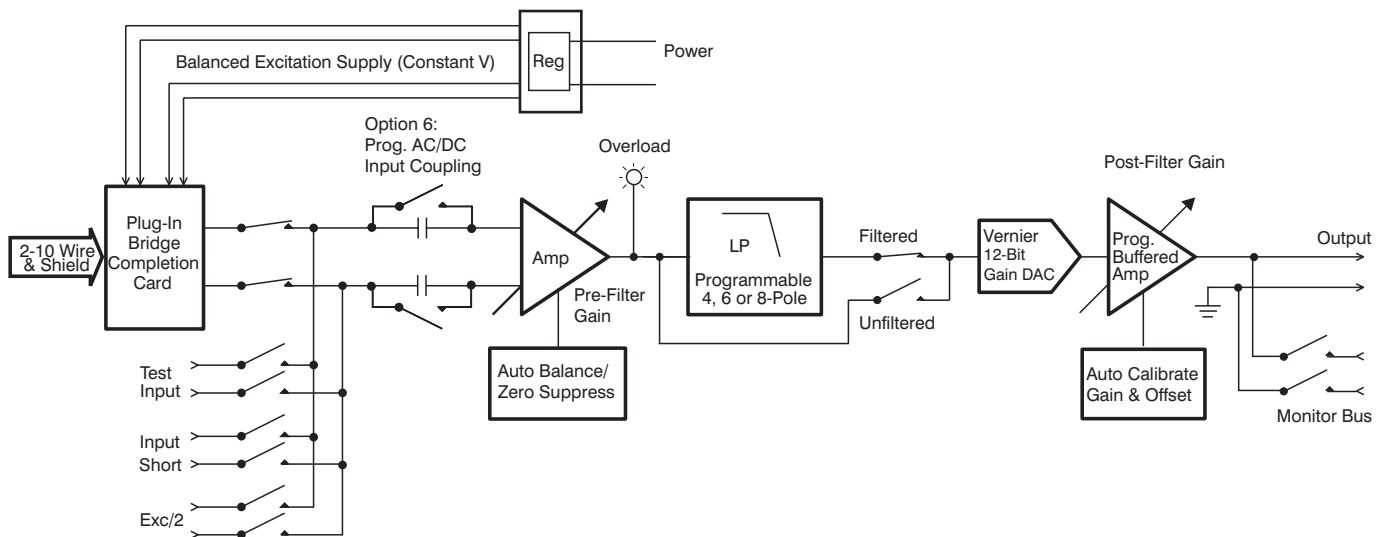 Balanced Excitation Supply (Constant V)
Reg
Power
Option 6:
Prog. AC/DC
Input Coupling
Overload
Post-Filter Gain
2-10 Wire
& Shield
Plug-In
Bridge
Completion
Card
Amp
Pre-Filter
Gain
LP
Programmable
4, 6 or 8-Pole
Filtered
Unfiltered
Vernier
12-Bit
Gain DAC
Prog.
Buffered
Amp
Output
Auto Balance/
Zero Suppress
Auto Calibrate
Gain & Offset
Monitor Bus
Test
Input
Input
Short
Exc/2